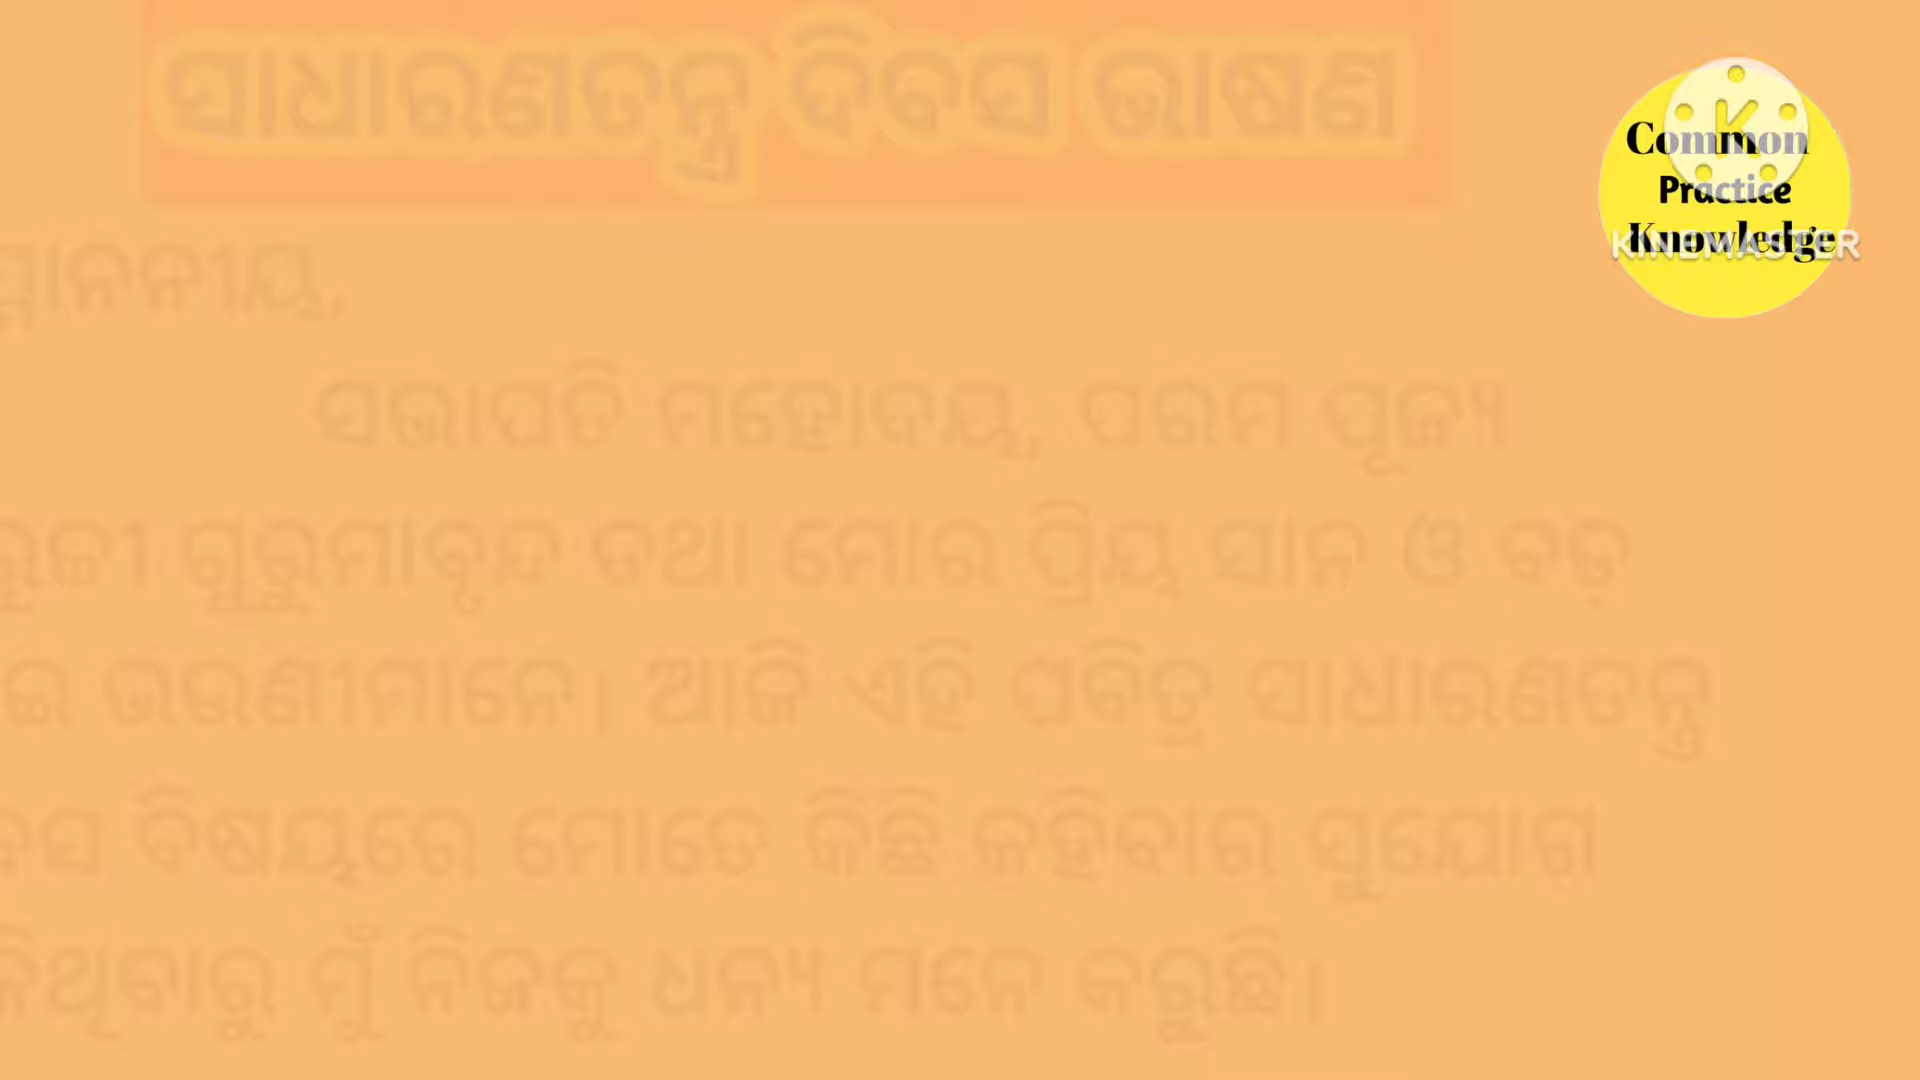 ସାଧାରଣତନ୍ତ୍ର ଦିବସ ଭାଷଣ
ସଭାପତି ମହୋଦୟ, ପରମ ପୂଜ୍ୟ
ଗୁରୁମାବୃନ୍ଦ ତଥା ମୋର ପ୍ରିୟ ସାନ ଓ ବଡ଼
ଭଉଣୀମାନେ। ଆଜି ଏହି ପବିତ୍ର ସାଧାରଣତନ୍ତ୍ର
ବିଷୟରେ ମୋତେ କିଛି କହିବାର ସୁଯୋଗ
ମୁଁ ନିଜକୁ ଧନ୍ୟ ମନେ କରୁଛି।
Common
Practice
Knowledge
K
KINEMASTER